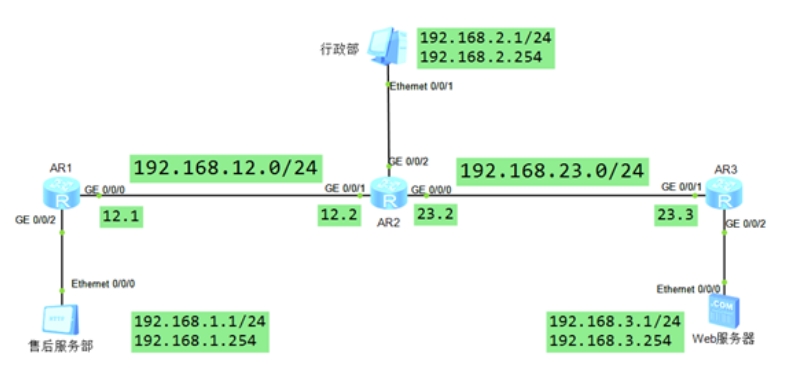 192.168.2.1/24
行政部
192.168.2.254
Ethernet 0/0/1
AR1
192.168.12.0/24
GE 0/0/2
192.168.23.0/24
AR3
GE 0/0/0
GE 0/0/1
GE 0/0/0
GE 0/0/1
R
R
R
12.1
12.2
AR2
23.2
23.3
GE 0/0/2
GE 0/0/2
Ethernet 0/0/0
Ethernet 0/0/0
.COM
售后服务部
192.168.1.1/24
192.168.1.254
192.168.3.1/24
192.168.3.254
Web服务器